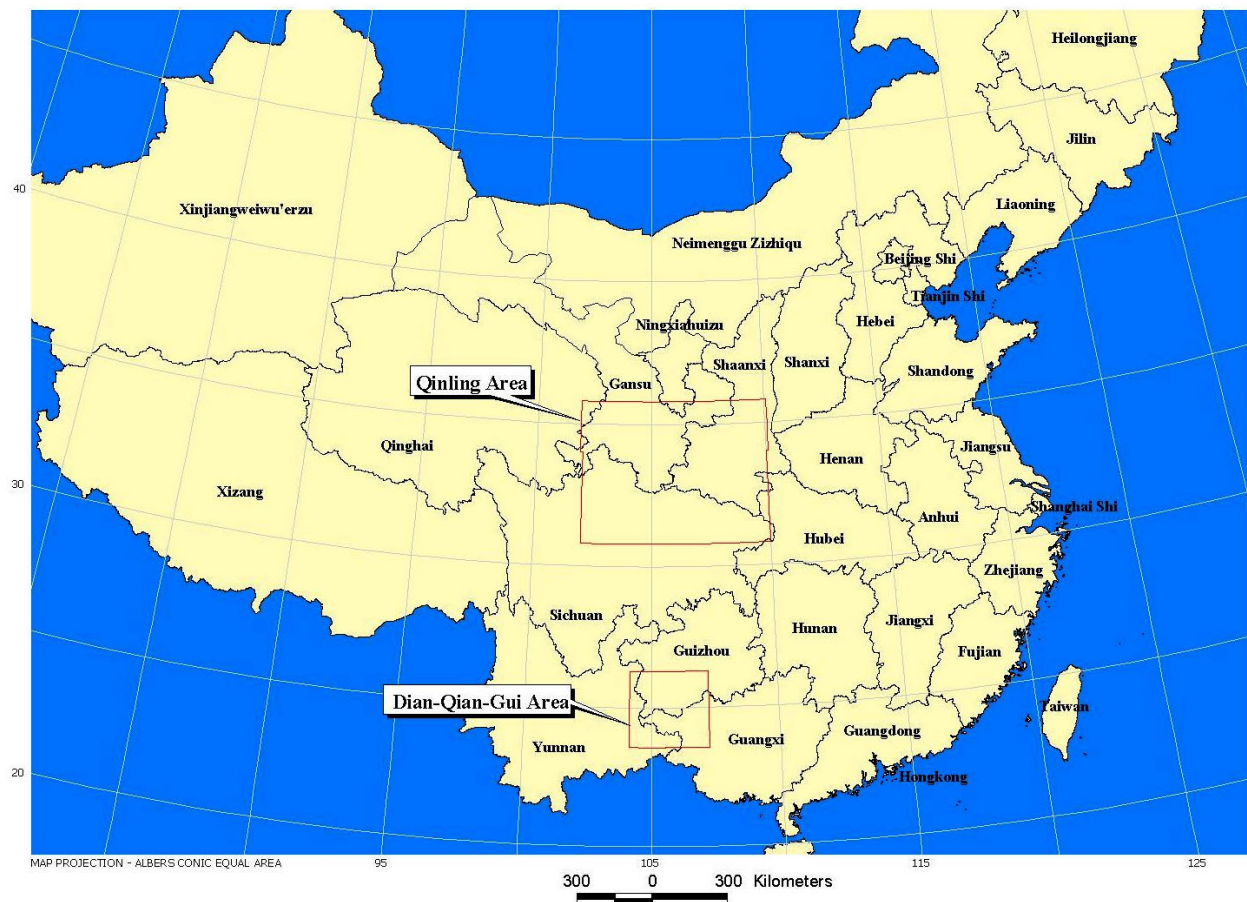 Heilongjiang
Jilin
40
Xinjiangweiwu'erzu
Liaoning
Neimenggu Zizhiqu
Beijing Shi
Tianjin Shi
Ningxiahuizu
Hebei
Shaanxi
Shanxi
Qinling Area
Gansu
Shandong
Qinghai
Jiangsu
Henan
30
Xizang
Shanghai Shi
Anhui
Hubei
Zhejiang
Sichuan
Hunan
Jiangxi
Guizhou
Fujian
Dian-Qian-Gui Area
Taiwan
Guangdong
Guangxi
Yunnan
20
Hongkong
MAP PROJECTION - ALBERS CONIC EQUAL AREA
95
105
115
125
300 0 300 Kilometers